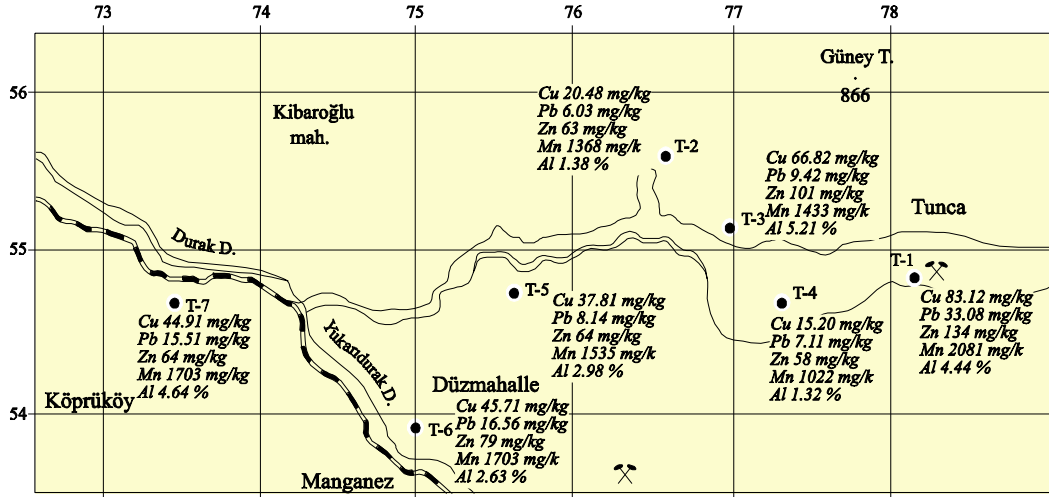 73 74 75 76 77 78
Güney T.
866
56
Kibaroğlu
mah.
Cu 20.48 mg/kg
Pb 6.03 mg/kg
Zn 63 mg/kg
Mn 1368 mg/k
Al 1.38 %
T-2
Cu 66.82 mg/kg
Pb 9.42 mg/kg
Zn 101 mg/kg
Mn 1433 mg/k
Al 5.21 %
T-3
Tunca
Durak D.
55
T-1
Cu 83.12 mg/kg
Pb 33.08 mg/kg
Zn 134 mg/kg
Mn 2081 mg/k
Al 4.44 %
T-7
Cu 44.91 mg/kg
Pb 15.51 mg/kg
Zn 64 mg/kg
Mn 1703 mg/kg
Al 4.64 %
T-5
Cu 37.81 mg/kg
Pb 8.14 mg/kg
Zn 64 mg/kg
Mn 1535 mg/k
Al 2.98 %
T-4
Cu 15.20 mg/kg
Pb 7.11 mg/kg
Zn 58 mg/kg
Mn 1022 mg/k
Al 1.32 %
Yukarıdurak D.
Köprüköy
54
Düzmahalle
T-6
Cu 45.71 mg/kg
Pb 16.56 mg/kg
Zn 79 mg/kg
Mn 1703 mg/k
Al 2.63 %
Manganez